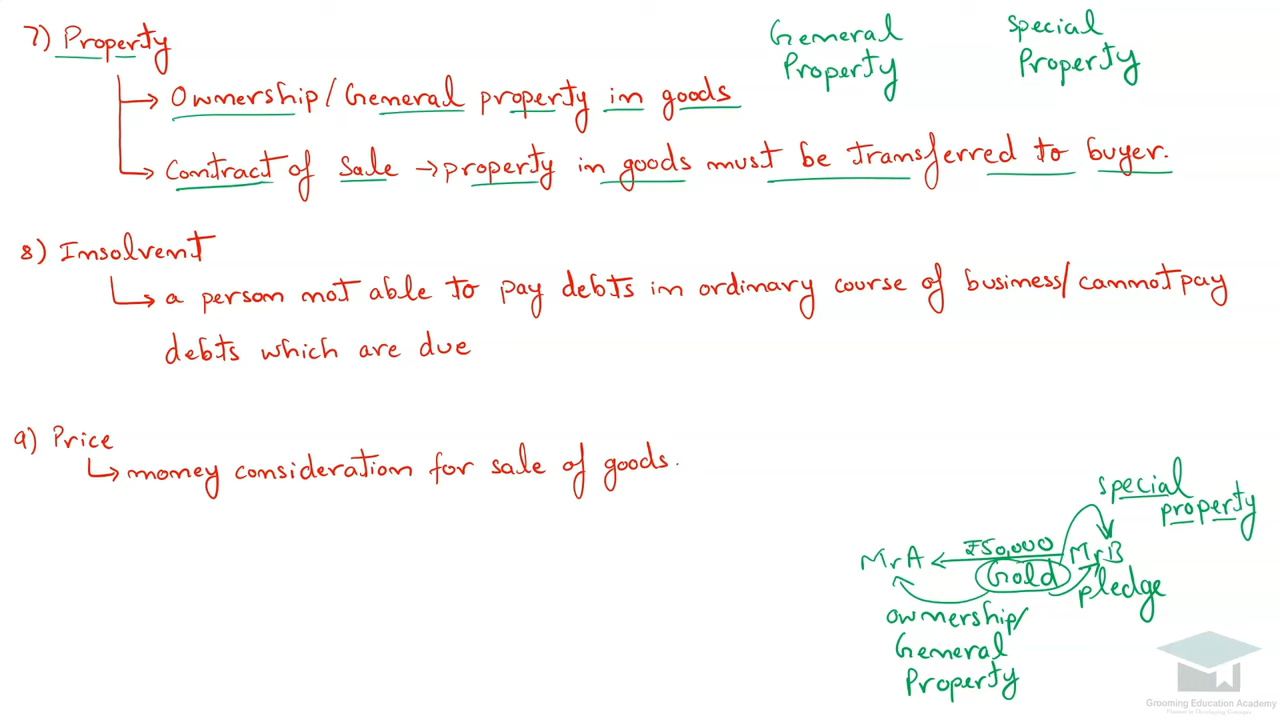 7) Property
General Property
Special Property
Ownership/General property in goods
Contract of Sale → property in goods must be transferred to buyer.
8) Insolvent
a person not able to pay debts in ordinary course of business/cannot pay
debts which are due
9) Price
money consideration for sale of goods.
special
property
Mr A ₹50,000 Mr B
Gold
pledge
ownership/
General
Property
Grooming Education Academy